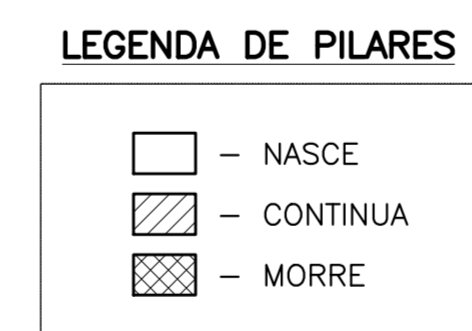 LEGENDA DE PILARES
– NASCE
– CONTINUA
– MORRE